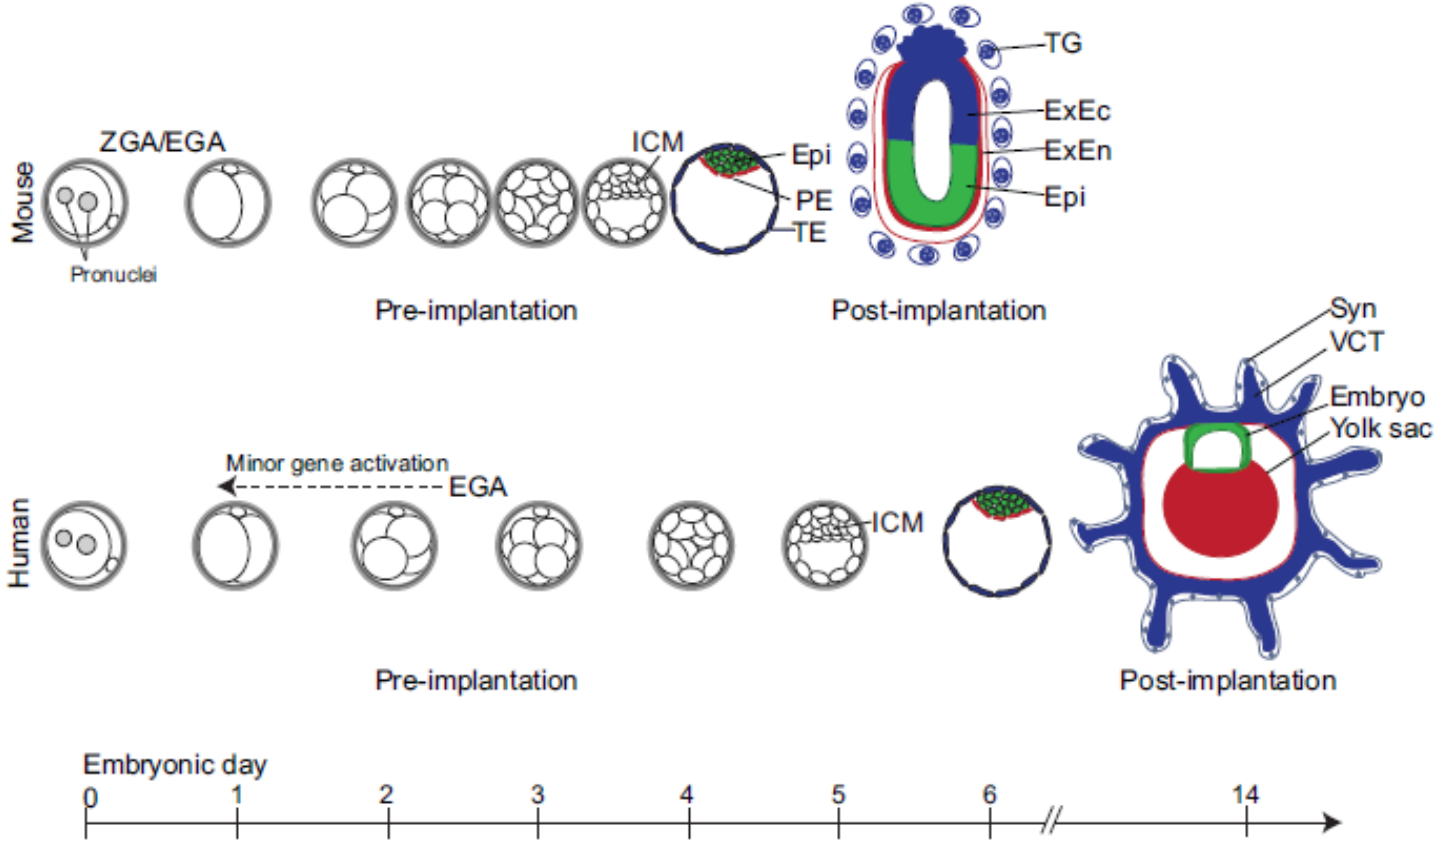 Mouse
ZGA/EGA
Pronuclei
ICM
Epi
PE
TE
TG
ExEc
ExEn
Epi
Pre-implantation
Post-implantation
Human
Minor gene activation
EGA
ICM
Syn
VCT
Embryo
Yolk sac
Pre-implantation
Post-implantation
Embryonic day
0 1 2 3 4 5 6 14